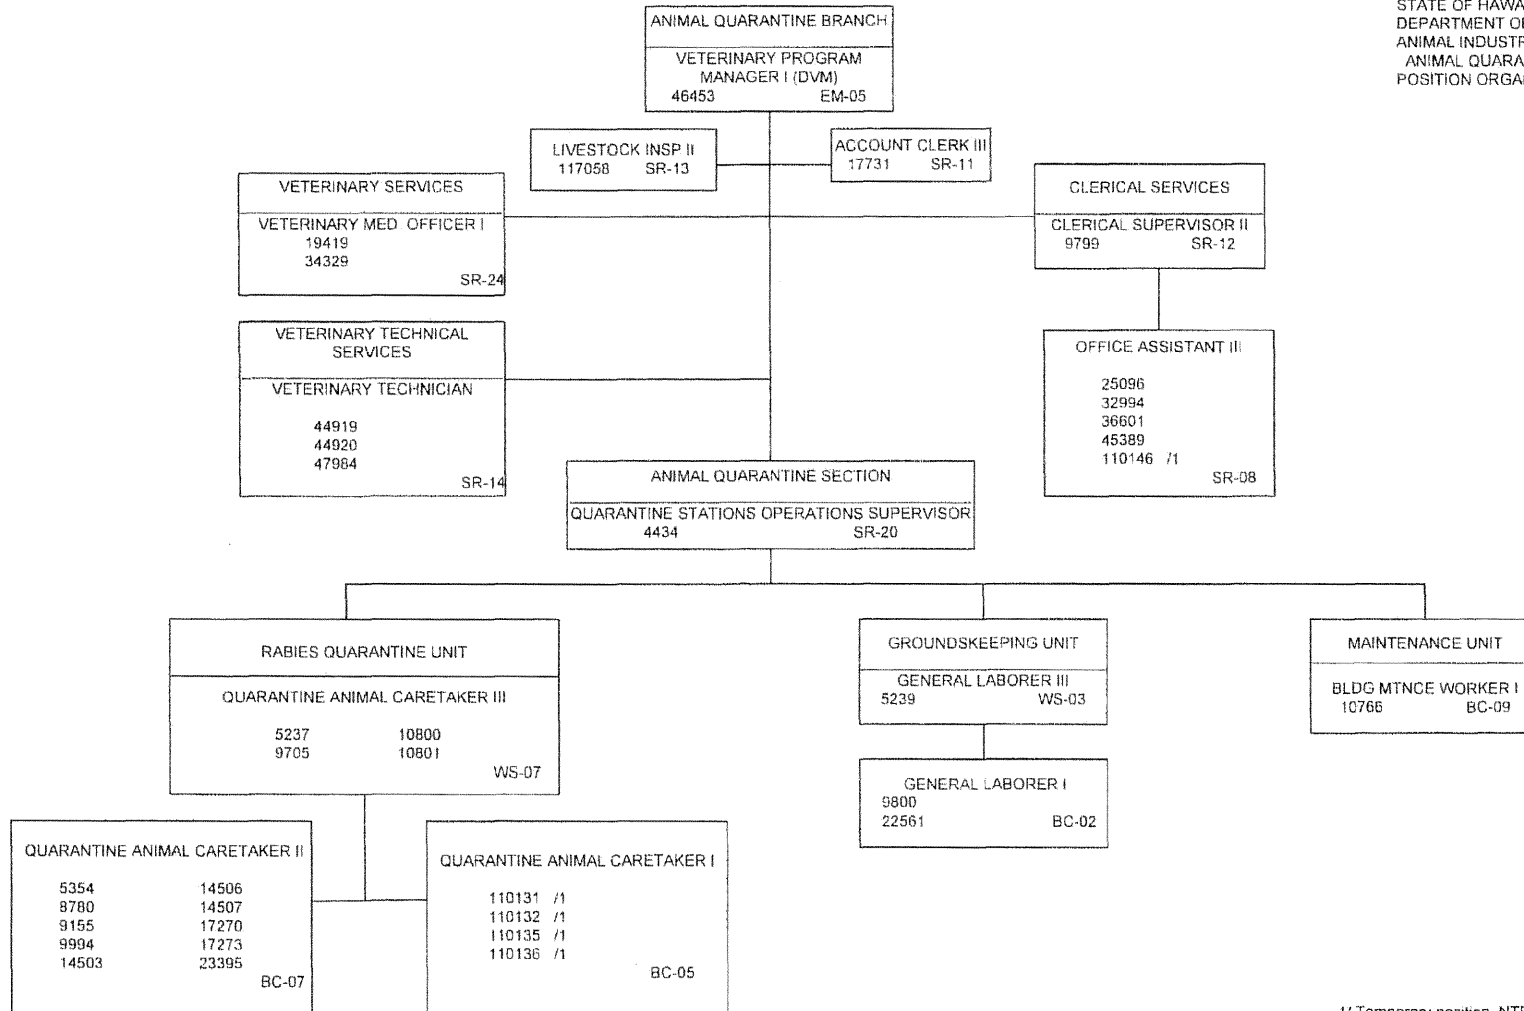 STATE OF
DEPARTMENT
ANIMAL
ANIMAL
POSITION
ANIMAL QUARANTINE BRANCH
VETERINARY PROGRAM
MANAGER I (DVM)
46453 EM-05
LIVESTOCK INSP II
117058 SR-13
ACCOUNT CLERK III
17731 SR-11
VETERINARY SERVICES
VETERINARY MED. OFFICER I
19419
34329
SR-24
CLERICAL SERVICES
CLERICAL SUPERVISOR II
9799 SR-12
VETERINARY TECHNICAL
SERVICES
VETERINARY TECHNICIAN
44919
44920
47984
SR-14
OFFICE ASSISTANT III
25096
32994
36601
45389
110146 /1
SR-08
ANIMAL QUARANTINE SECTION
QUARANTINE STATIONS OPERATIONS SUPERVISOR
4434 SR-20
RABIES QUARANTINE UNIT
QUARANTINE ANIMAL CARETAKER III
5237 10800
9705 10801
WS-07
GROUNDSKEEPING UNIT
GENERAL LABORER III
5239 WS-03
MAINTENANCE UNIT
BLDG MTNCE WORKER I
10766 BC-09
GENERAL LABORER I
9800
22561 BC-02
QUARANTINE ANIMAL CARETAKER II
5354 14506
8780 14507
9155 17270
9994 17273
14503 23395
BC-07
QUARANTINE ANIMAL CARETAKER I
110131 /1
110132 /1
110135 /1
110136 /1
BC-05